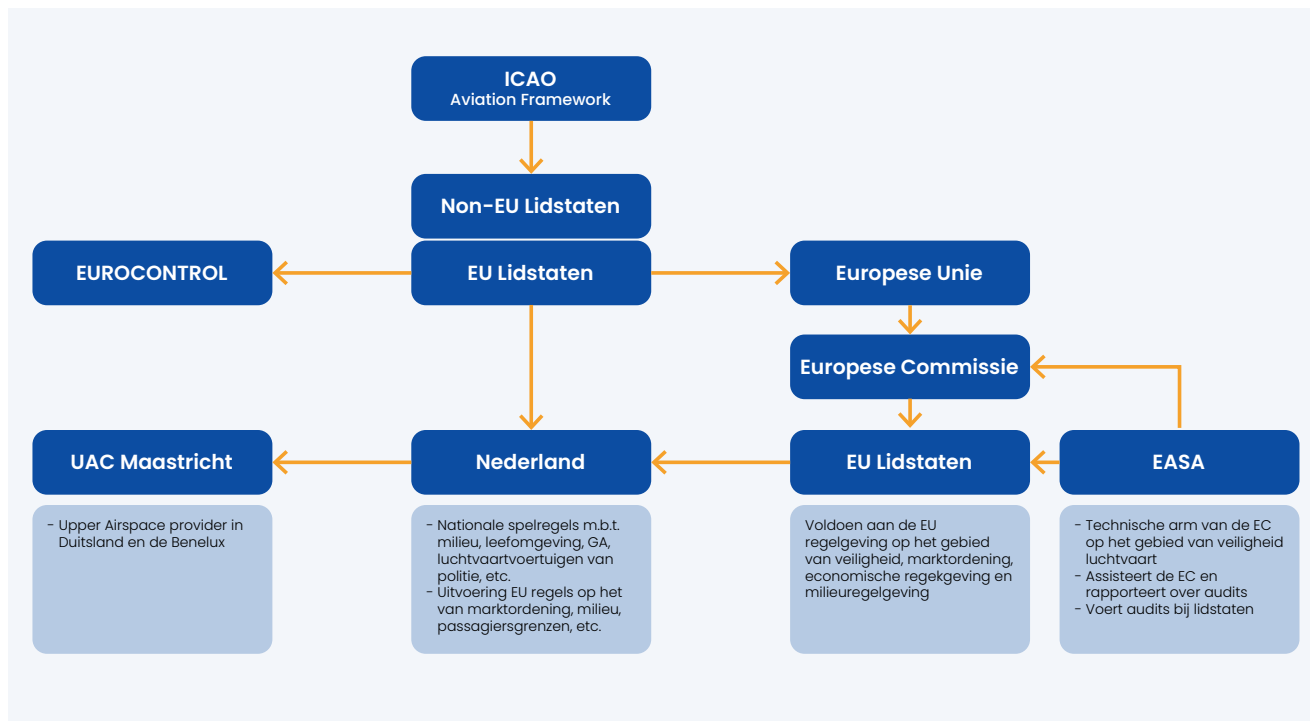 ICAO
Aviation Framework
Non-EU Lidstaten
EUROCONTROL
EU Lidstaten
Europese Unie
Europese Commissie
UAC Maastricht
Nederland
EU Lidstaten
EASA
- Upper Airspace provider in
Duitsland en de Benelux
- Nationale spelregels m.b.t.
milieu, leefomgeving, GA,
luchtvaartvoertuigen van
politie, etc.
- Uitvoering EU regels op het
van marktordening, milieu,
passagiersgrenzen, etc.
Voldoen aan de EU
regelgeving op het gebied
van veiligheid, marktordening,
economische regekgeving en
milieuregelgeving
- Technische arm van de EC
op het gebied van veiligheid
luchtvaart
- Assisteert de EC en
rapporteert over audits
- Voert audits bij lidstaten